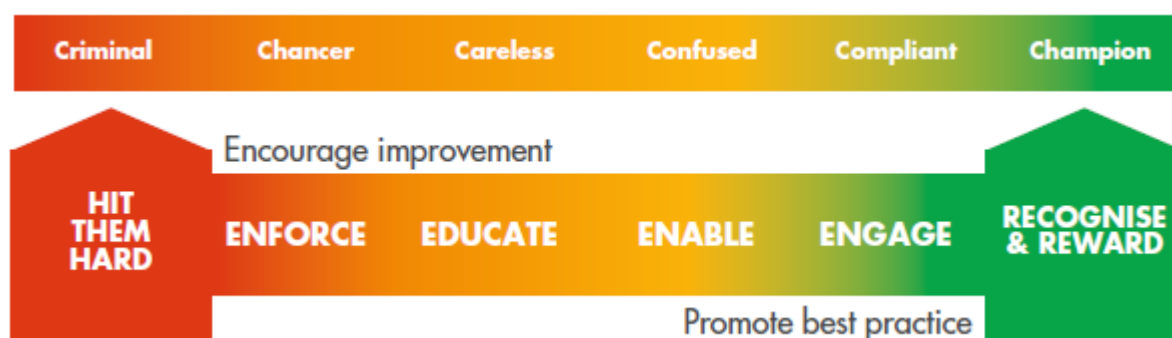 Criminal Chancer Careless Confused Compliant Champion
Encourage improvement
HIT
THEM
HARD
ENFORCE EDUCATE ENABLE ENGAGE
RECOGNISE
& REWARD
Promote best practice